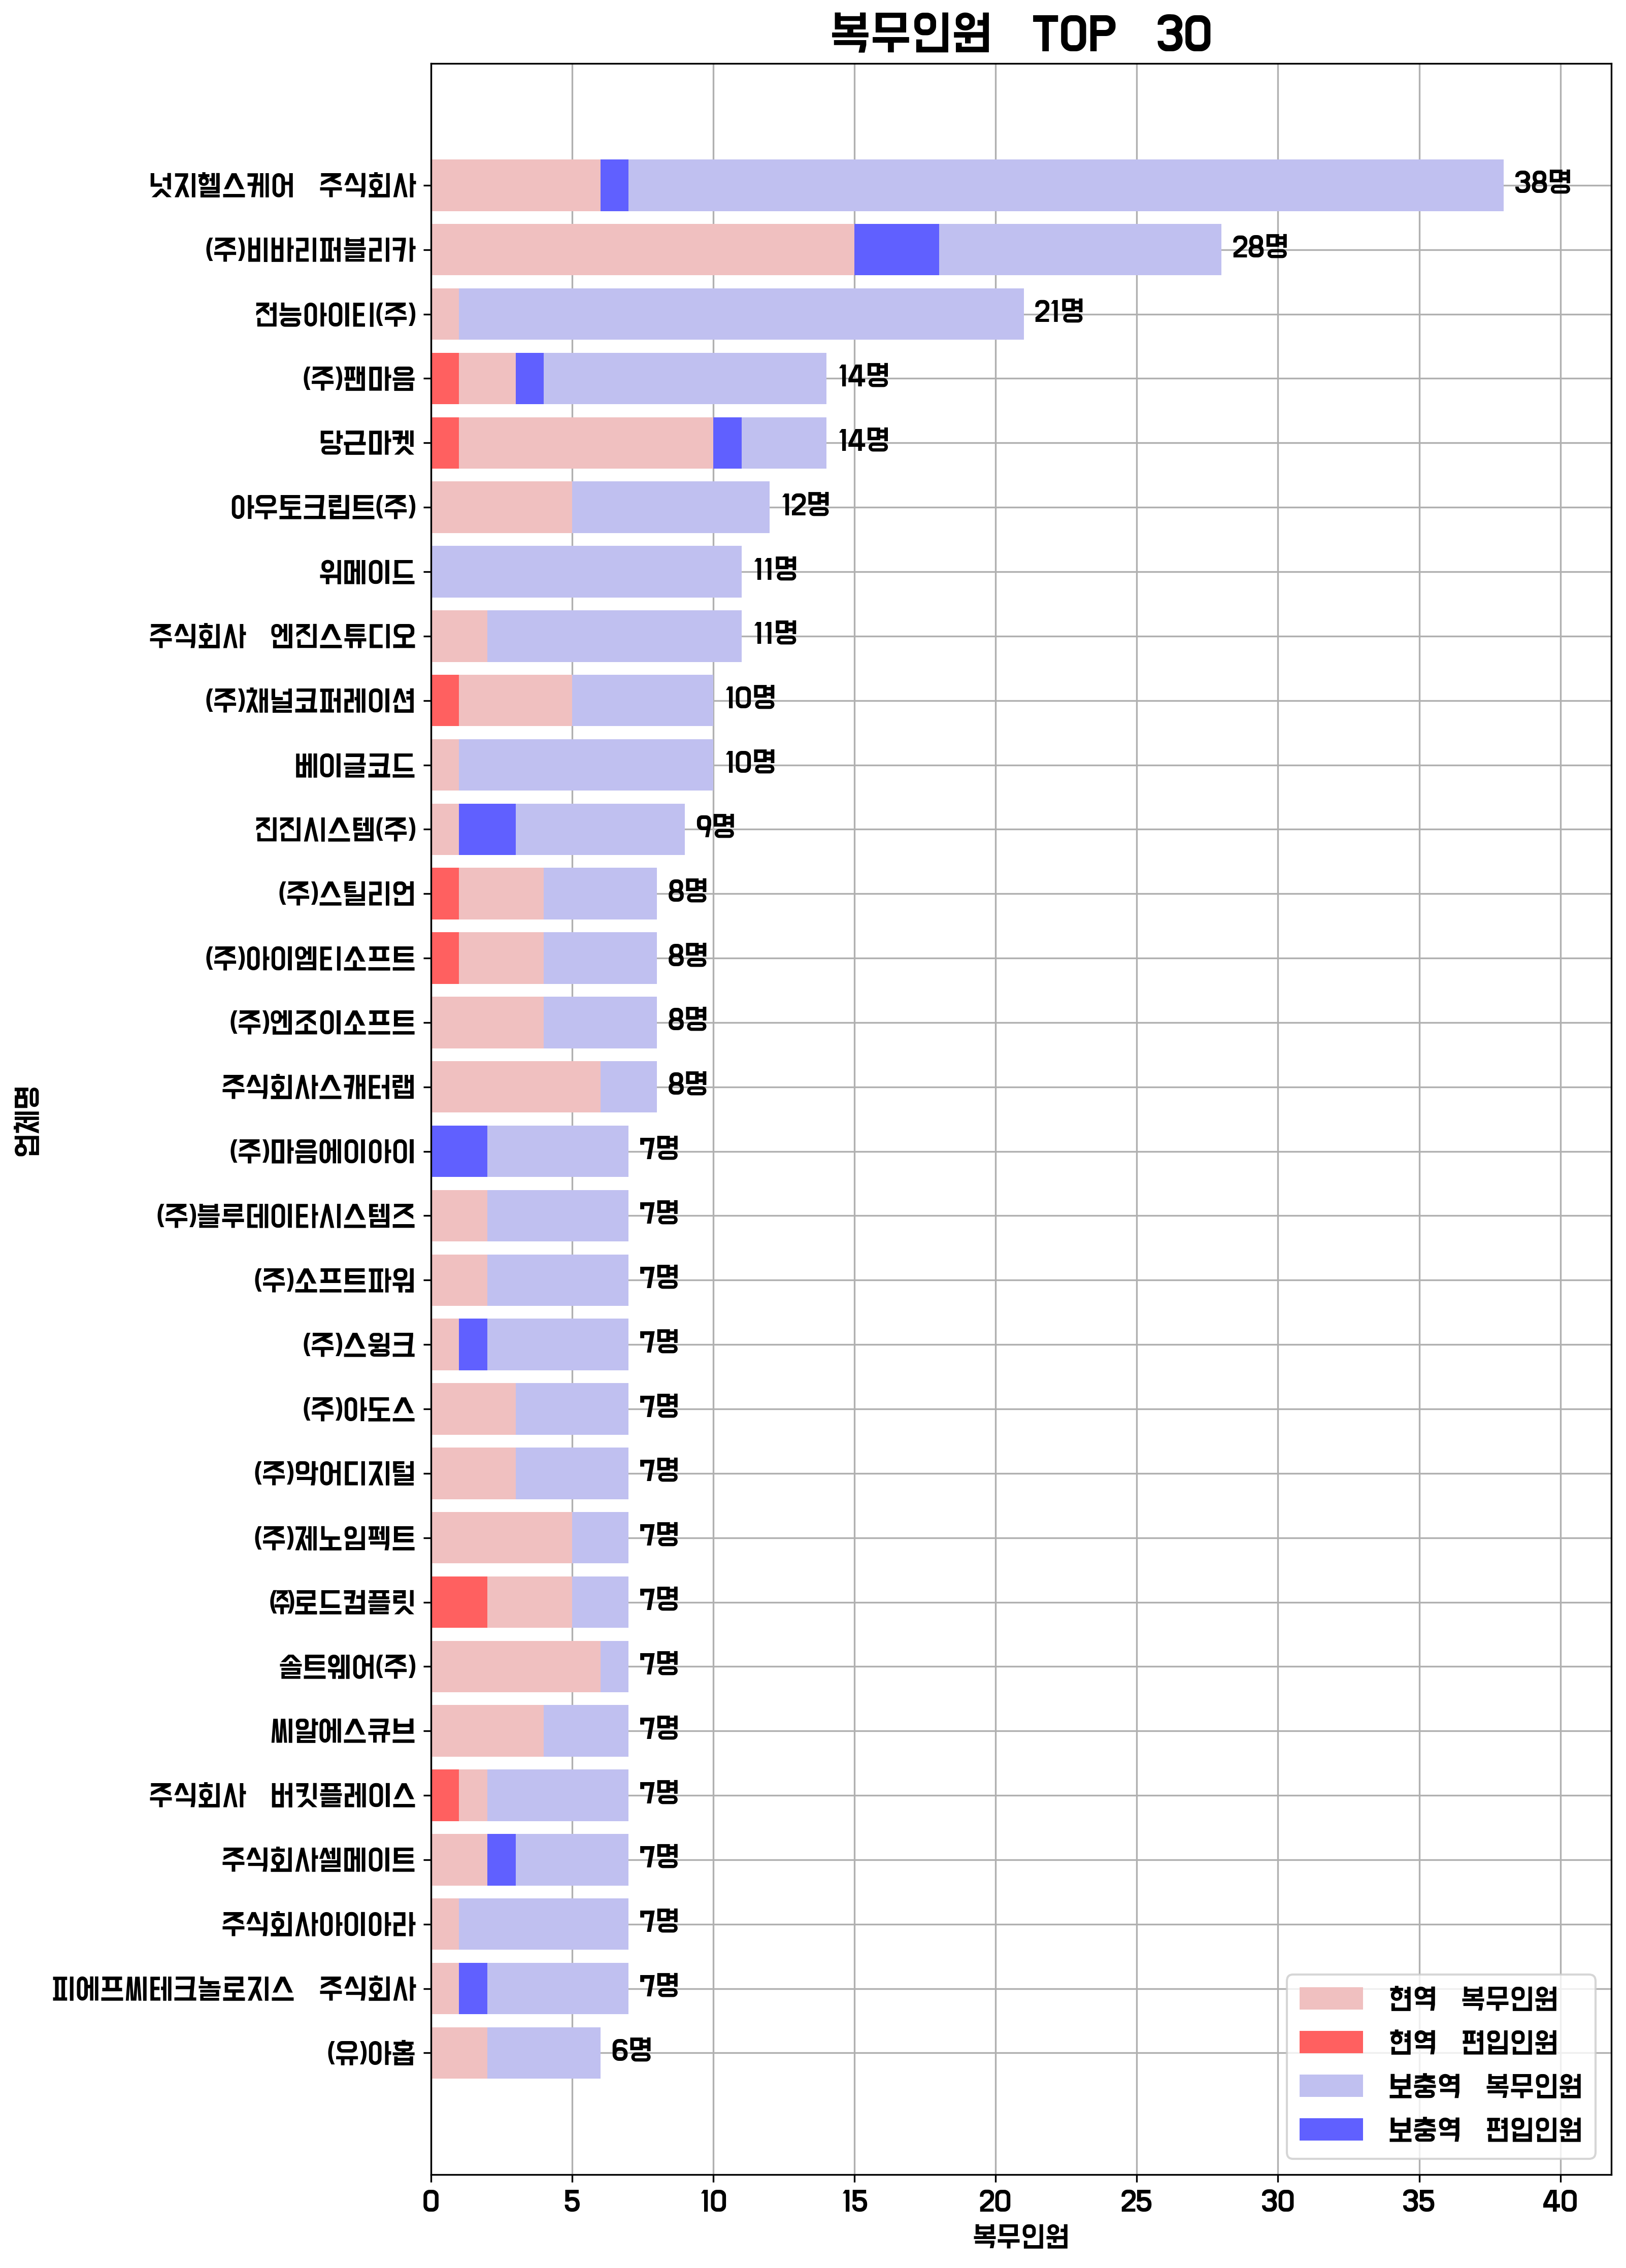 복무인원 TOP 30
넛지헬스케어 주식회사 38명
(주)비바리퍼블리카 28명
전능아이티(주) 21명
(주)팬마음 14명
당근마켓 14명
아우토크립트(주) 12명
위메이드 11명
주식회사 엔진스튜디오 11명
(주)채널코퍼레이션 10명
베이글코드 10명
진진시스템(주) 9명
(주)스틸리언 8명
(주)아이엠티소프트 8명
(주)엔조이소프트 8명
주식회사스캐터랩 8명
(주)마음에이아이 7명
(주)블루데이타시스템즈 7명
(주)소프트파워 7명
(주)스윙크 7명
(주)아도스 7명
(주)악어디지털 7명
(주)제노임펙트 7명
㈜로드컴플릿 7명
솔트웨어(주) 7명
씨알에스큐브 7명
주식회사 버킷플레이스 7명
주식회사셀메이트 7명
주식회사아이아라 7명
피에프씨테크놀로지스 주식회사 7명
(유)아홉 6명
업체명
현역 복무인원
현역 편입인원
보충역 복무인원
보충역 편입인원
0 5 10 15 20 25 30 35 40
복무인원